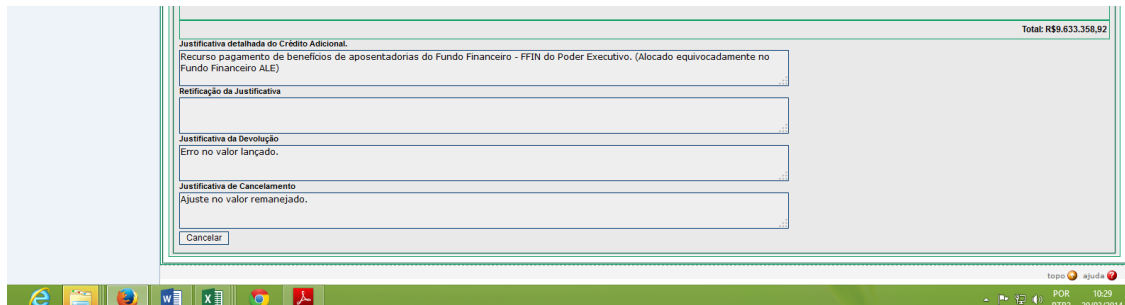 Total: R$9.633.358,92
Justificativa detalhada do Crédito Adicional.
Recurso pagamento de benefícios de aposentadorias do Fundo Financeiro - FFIN do Poder Executivo. (Alocado equivocadamente no
Fundo Financeiro ALE)
Retificação da Justificativa
Justificativa da Devolução
Erro no valor lançado.
Justificativa de Cancelamento
Ajuste no valor remanejado.
Cancelar
topo ajuda
POR 10:29